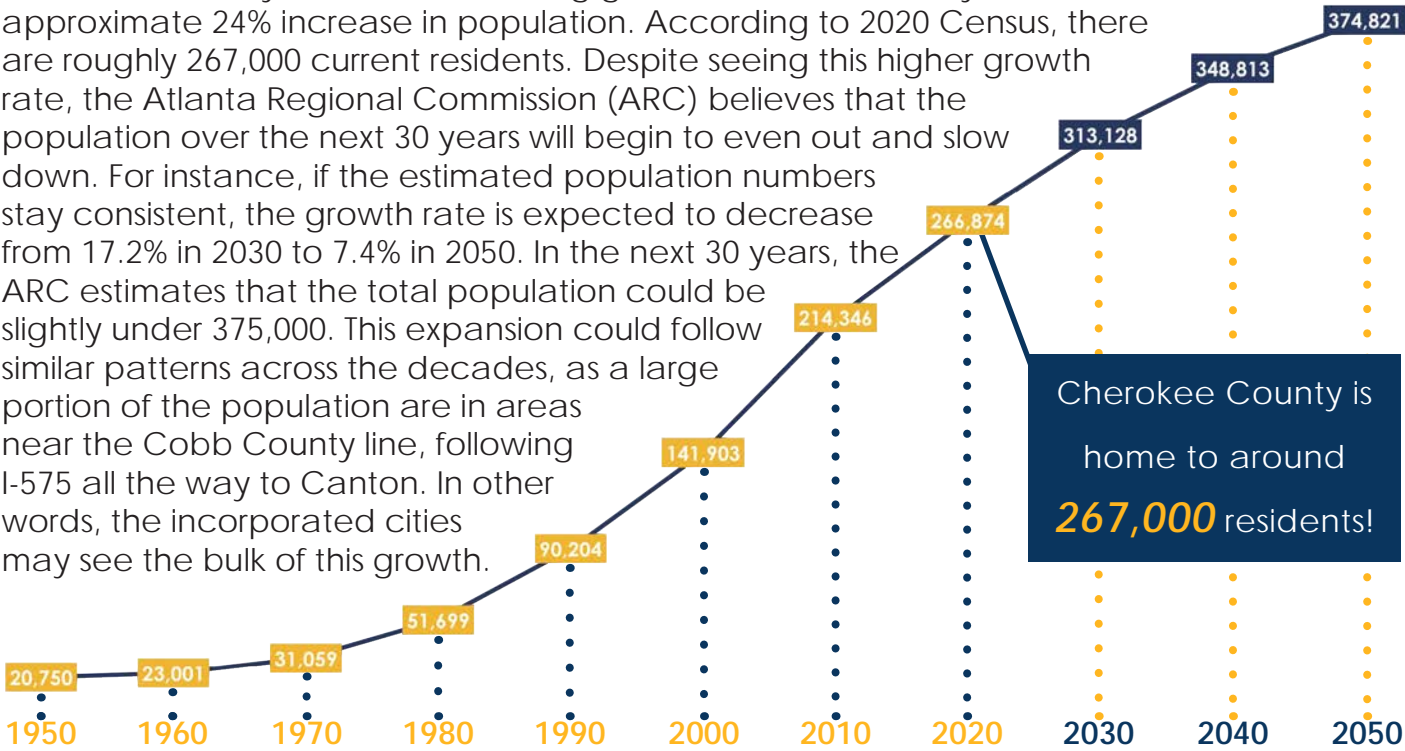 approximate 24% increase in population. According to 2020 Census, there
are roughly 267,000 current residents. Despite seeing this higher growth
rate, the Atlanta Regional Commission (ARC) believes that the
population over the next 30 years will begin to even out and slow
down. For instance, if the estimated population numbers
stay consistent, the growth rate is expected to decrease
from 17.2% in 2030 to 7.4% in 2050. In the next 30 years, the
ARC estimates that the total population could be
slightly under 375,000. This expansion could follow
similar patterns across the decades, as a large
portion of the population are in areas
near the Cobb County line, following
I-575 all the way to Canton. In other
words, the incorporated cities
may see the bulk of this growth.
374,821
348,813
313,128
266,874
214,346
141,903
90,204
51,699
31,059
23,001
20,750
Cherokee County is
home to around
267,000 residents!
1950 1960 1970 1980 1990 2000 2010 2020 2030 2040 2050